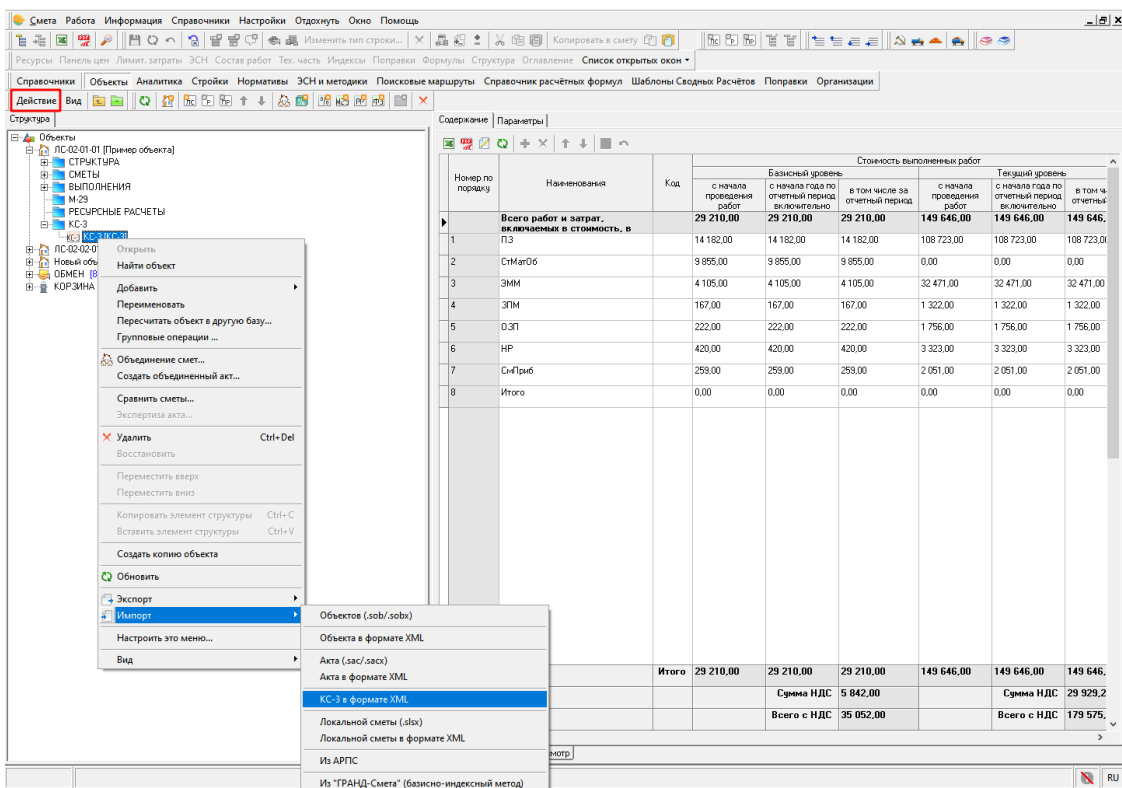 Смета Работа Информация Справочники Настройки Отдохнуть Окно Помощь
Изменить тип строки... Копировать в смету
Ресурсы Панель цен Лимит. затраты ЭСН Состав работ Тех. часть Индексы Поправки Формулы Структура Оглавление Список открытых окон
Справочники Объекты Аналитика Стройки Нормативы ЭСН и методики Поисковые маршруты Справочник расчётных формул Шаблоны Сводных Расчётов Поправки Организации
Действие Вид
Структура
Объекты
ЛС-02-01-01 [Пример объекта]
СТРУКТУРА
СМЕТЫ
ВЫПОЛНЕНИЯ
М-29
РЕСУРСНЫЕ РАСЧЕТЫ
КС-3
ЛС-02-02-0
Новый объ
ОБМЕН [8
КОРЗИНА
Открыть
Найти объект
Добавить
Переименовать
Пересчитать объект в другую базу...
Групповые операции ...
Объединение смет...
Создать объединенный акт...
Сравнить сметы...
Экспертиза акта...
Удалить Ctrl+Del
Восстановить
Переместить вверх
Переместить вниз
Копировать элемент структуры Ctrl+C
Вставить элемент структуры Ctrl+V
Создать копию объекта
Обновить
Экспорт
Импорт
Настроить это меню...
Вид
Объектов (.sob/.sobx)
Объекта в формате XML
Акта (.sac/.sacx)
Акта в формате XML
КС-3 в формате XML
Локальной сметы (.slsx)
Локальной сметы в формате XML
Из АРПС
Из "ГРАНД-Смета" (базисно-индексный метод)
Содержание Параметры
Стоимость выполненных работ
Базисный уровень Текущий уровень
Номер по порядку Наименования Код с начала проведения работ с начала года по отчетный период включительно в том числе за отчетный период с начала проведения работ с начала года по отчетный период включительно в том ч отчетный
Всего работ и затрат, включаемых в стоимость, в 29 210,00 29 210,00 29 210,00 149 646,00 149 646,00 149 646,
1 ПЗ 14 182,00 14 182,00 14 182,00 108 723,00 108 723,00 108 723,00
2 СтМатОб 9 855,00 9 855,00 9 855,00 0,00 0,00 0,00
3 ЭММ 4 105,00 4 105,00 4 105,00 32 471,00 32 471,00 32 471,00
4 ЗПМ 167,00 167,00 167,00 1 322,00 1 322,00 1 322,00
5 ОЗП 222,00 222,00 222,00 1 756,00 1 756,00 1 756,00
6 НР 420,00 420,00 420,00 3 323,00 3 323,00 3 323,00
7 СмПриб 259,00 259,00 259,00 2 051,00 2 051,00 2 051,00
8 Итого 0,00 0,00 0,00 0,00 0,00 0,00
Итого 29 210,00 29 210,00 29 210,00 149 646,00 149 646,00 149 646,
Сумма НДС 5 842,00 Сумма НДС 29 929,2
Всего с НДС 35 052,00 Всего с НДС 179 575,
мотр
RU